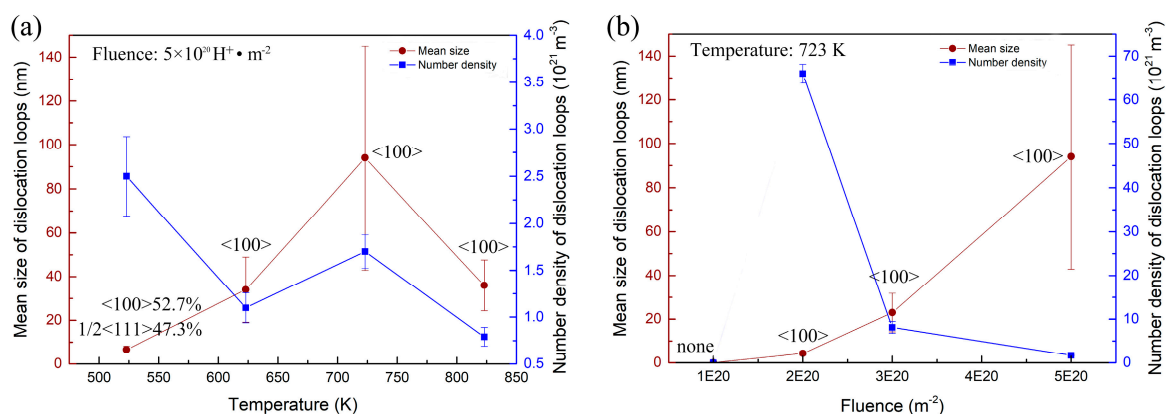 (a)
Fluence: 5×10²⁰ H⁺• m⁻²
Mean size
Number density
Mean size of dislocation loops (nm)
140
120
100
80
60
40
20
0
<100>
<100>
<100>
<100>52.7%
1/2<111>47.3%
4.0
3.5
3.0
2.5
2.0
1.5
1.0
0.5
Number density of dislocation loops (10²¹ m⁻³)
500 550 600 650 700 750 800 850
Temperature (K)
(b)
Temperature: 723 K
Mean size
Number density
Mean size of dislocation loops (nm)
140
120
100
80
60
40
20
0
<100>
<100>
<100>
none
75
70
65
60
50
40
30
20
10
0
Number density of dislocation loops (10²¹ m⁻³)
1E20 2E20 3E20 4E20 5E20
Fluence (m⁻²)